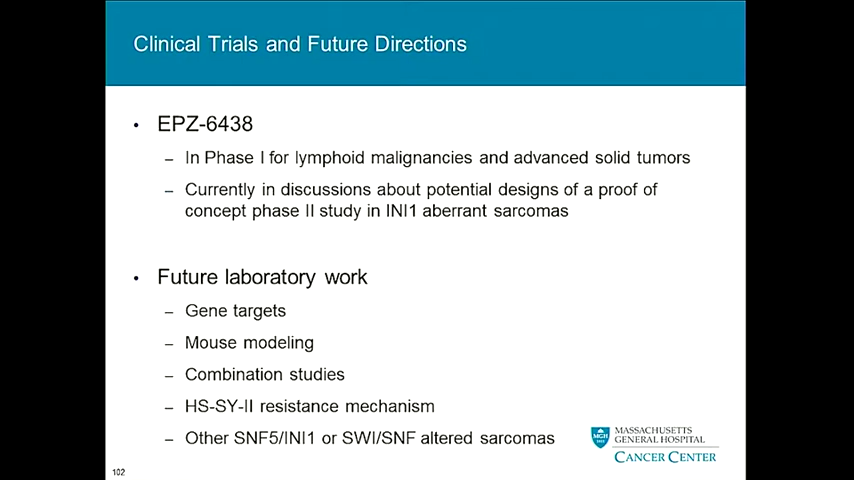 Clinical Trials and Future Directions
• EPZ-6438
– In Phase I for lymphoid malignancies and advanced solid tumors
– Currently in discussions about potential designs of a proof of
concept phase II study in INI1 aberrant sarcomas
• Future laboratory work
– Gene targets
– Mouse modeling
– Combination studies
– HS-SY-II resistance mechanism
– Other SNF5/INI1 or SWI/SNF altered sarcomas
MGH
MASSACHUSETTS
GENERAL HOSPITAL
CANCER CENTER
102